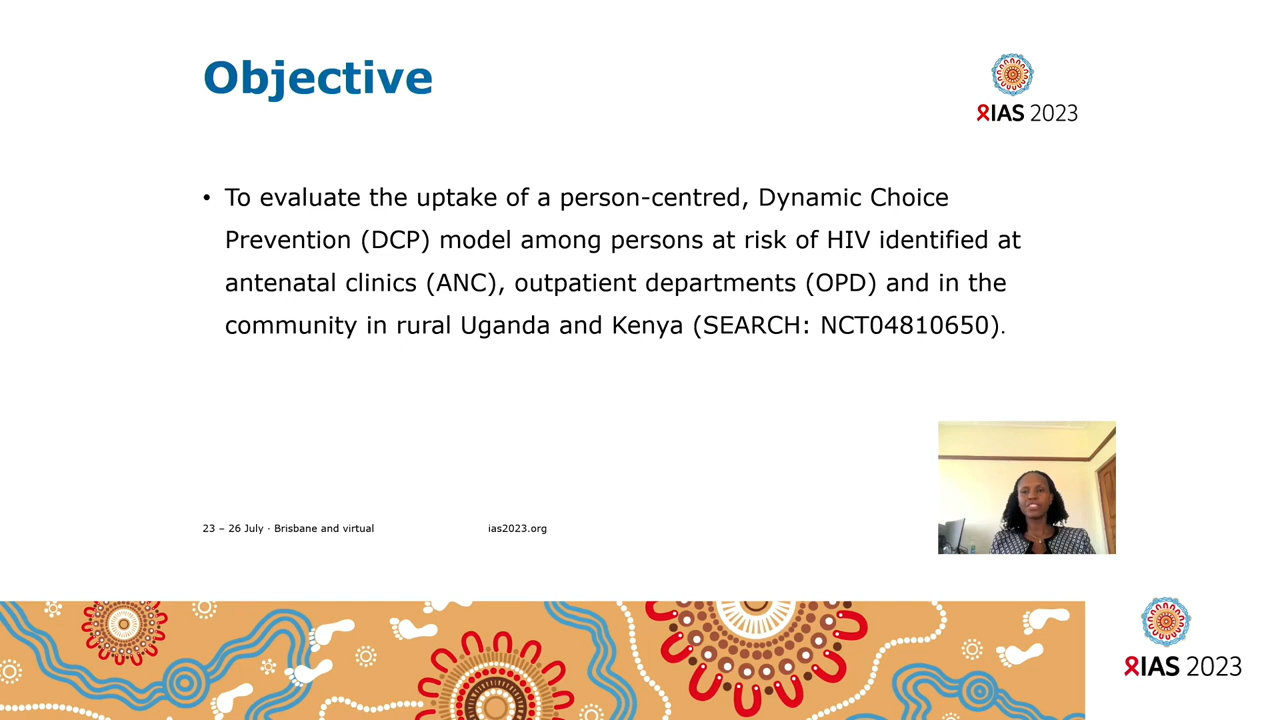 Objective
IAS 2023
• To evaluate the uptake of a person-centred, Dynamic Choice
Prevention (DCP) model among persons at risk of HIV identified at
antenatal clinics (ANC), outpatient departments (OPD) and in the
community in rural Uganda and Kenya (SEARCH: NCT04810650).
23 – 26 July · Brisbane and virtual
ias2023.org
IAS 2023